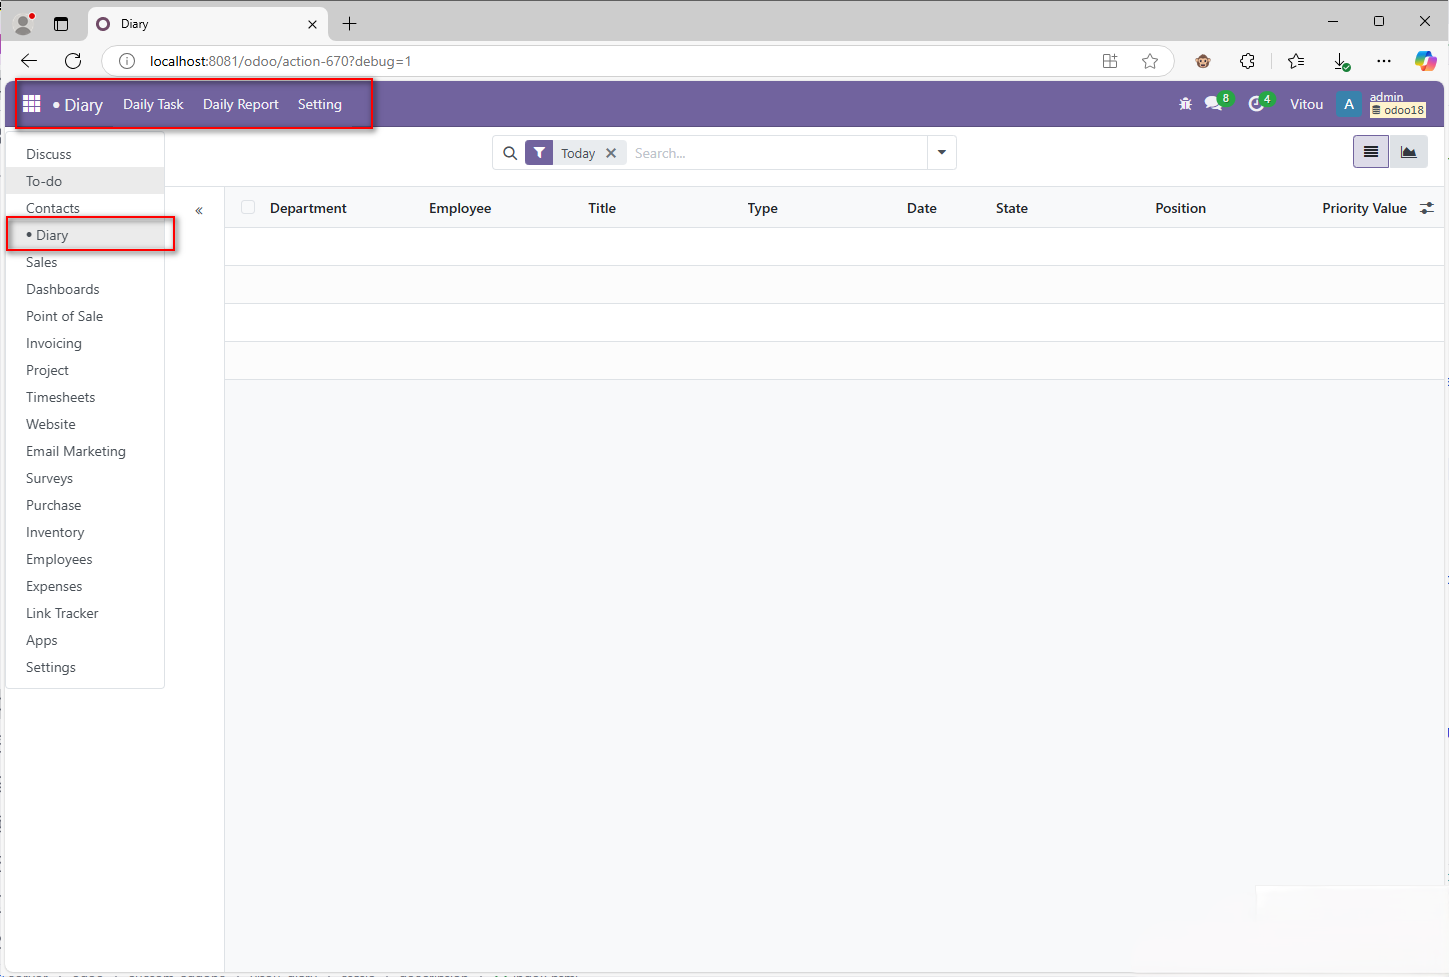 Diary
localhost:8081/odoo/action-670?debug=1
• Diary Daily Task Daily Report Setting 8 4 Vitou A admin
odoo18
Today Search...
Discuss
To-do
Contacts
• Diary
Sales
Dashboards
Point of Sale
Invoicing
Project
Timesheets
Website
Email Marketing
Surveys
Purchase
Inventory
Employees
Expenses
Link Tracker
Apps
Settings
Department Employee Title Type Date State Position Priority Value